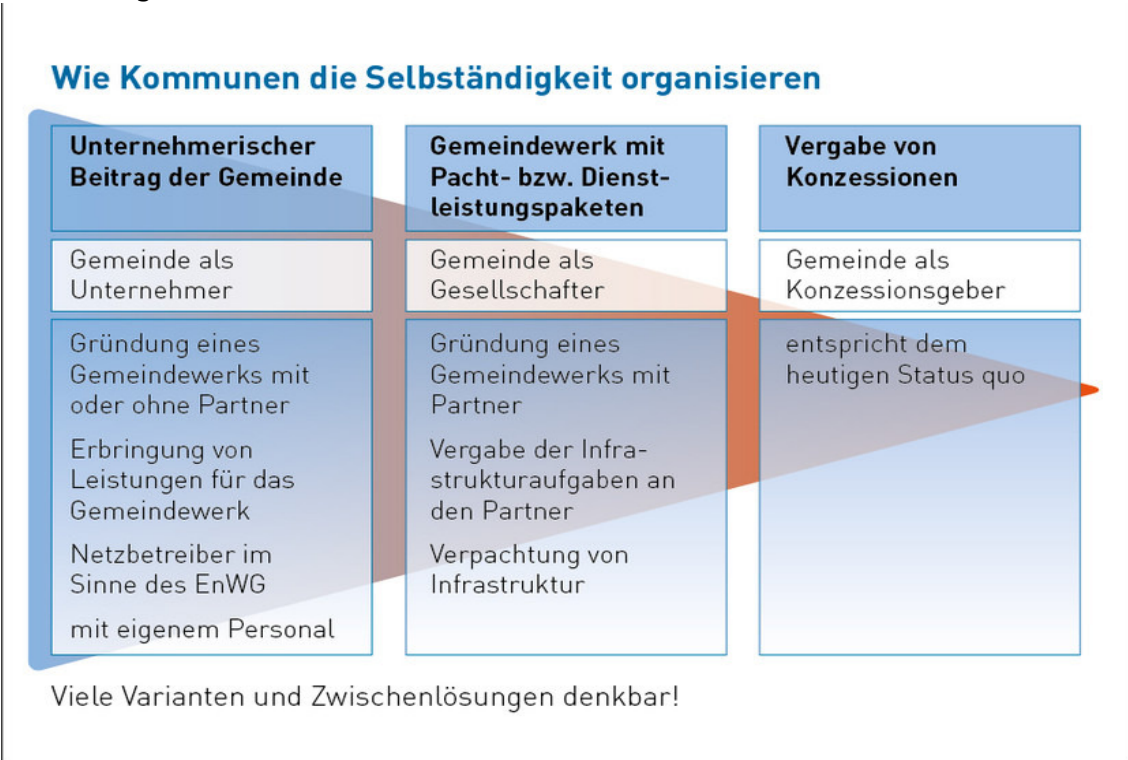 Wie Kommunen die Selbständigkeit organisieren
Unternehmerischer
Beitrag der Gemeinde
Gemeinde als
Unternehmer
Gründung eines
Gemeindewerks mit
oder ohne Partner
Erbringung von
Leistungen für das
Gemeindewerk
Netzbetreiber im
Sinne des EnWG
mit eigenem Personal
Gemeindewerk mit
Pacht- bzw. Dienst-
leistungspaketen
Gemeinde als
Gesellschafter
Gründung eines
Gemeindewerks mit
Partner
Vergabe der Infra-
strukturaufgaben an
den Partner
Verpachtung von
Infrastruktur
Vergabe von
Konzessionen
Gemeinde als
Konzessionsgeber
entspricht dem
heutigen Status quo
Viele Varianten und Zwischenlösungen denkbar!